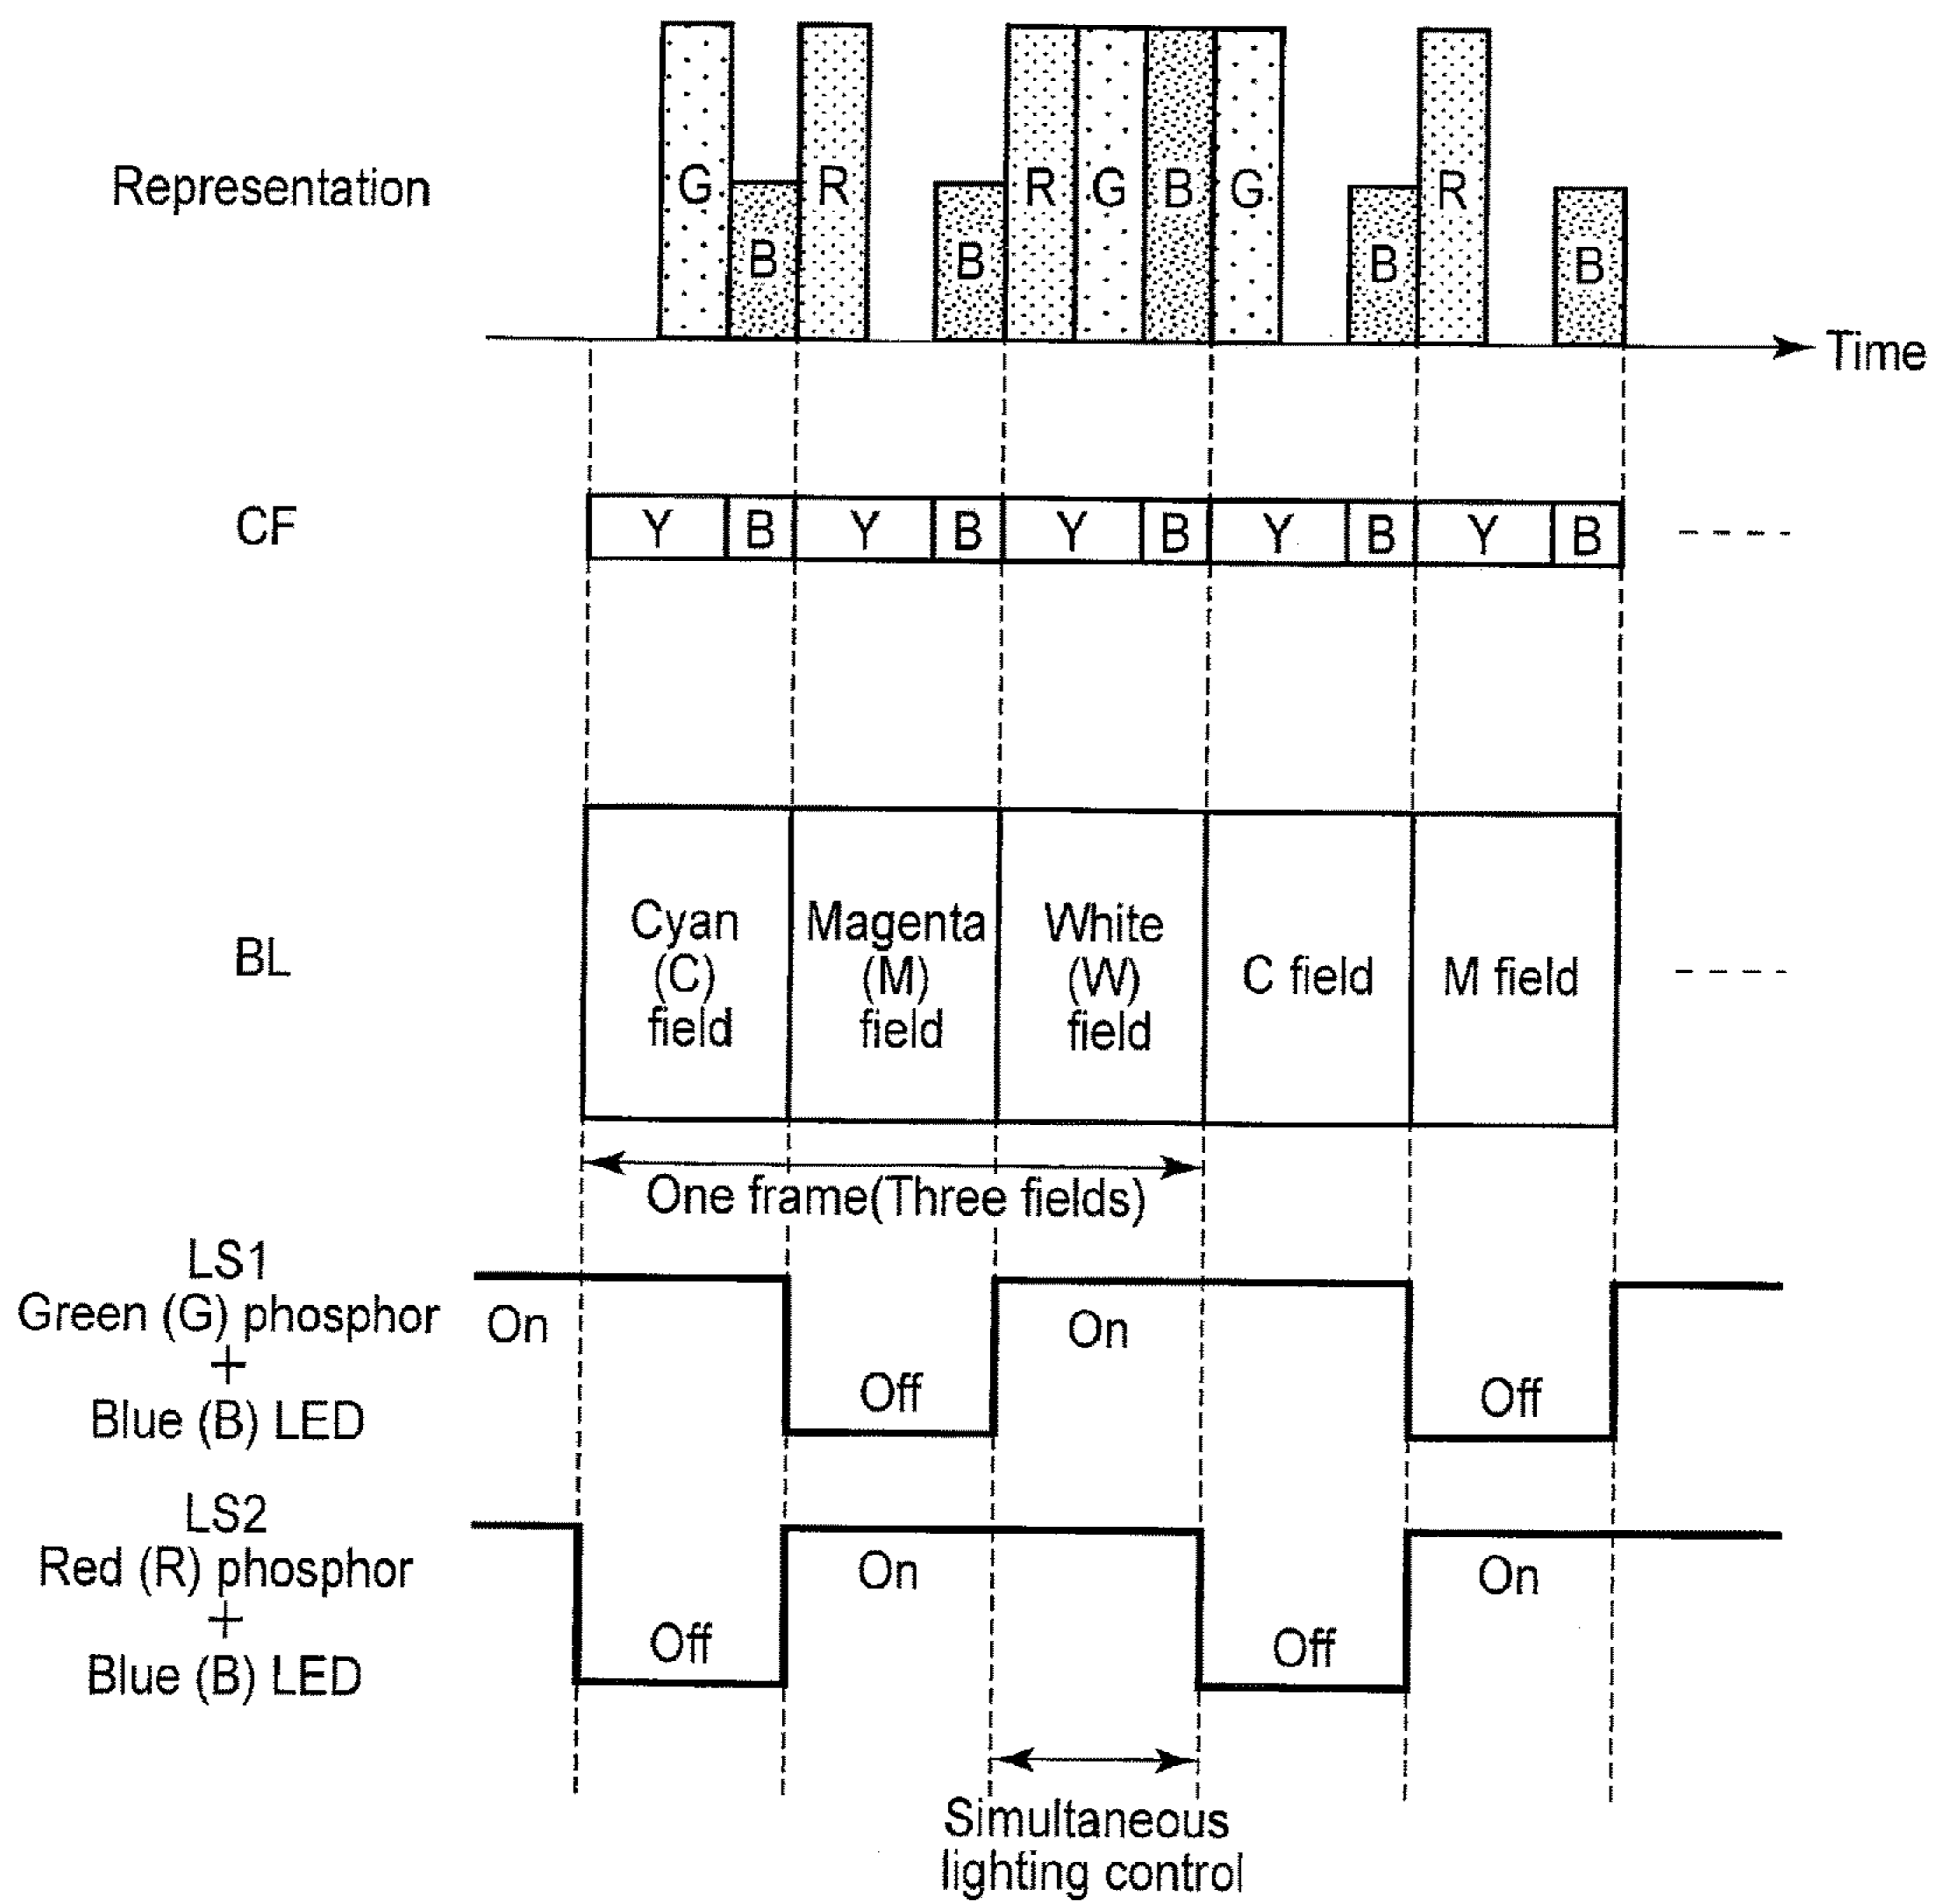 Representation
G B R B R G B G B R B
Time
CF
Y B Y B Y B Y B Y B
BL
Cyan
(C)
field
Magenta
(M)
field
White
(W)
field
C field
M field
One frame(Three fields)
LS1
Green (G) phosphor
+
Blue (B) LED
On
Off
On
Off
LS2
Red (R) phosphor
+
Blue (B) LED
Off
On
Off
On
Simultaneous
lighting control